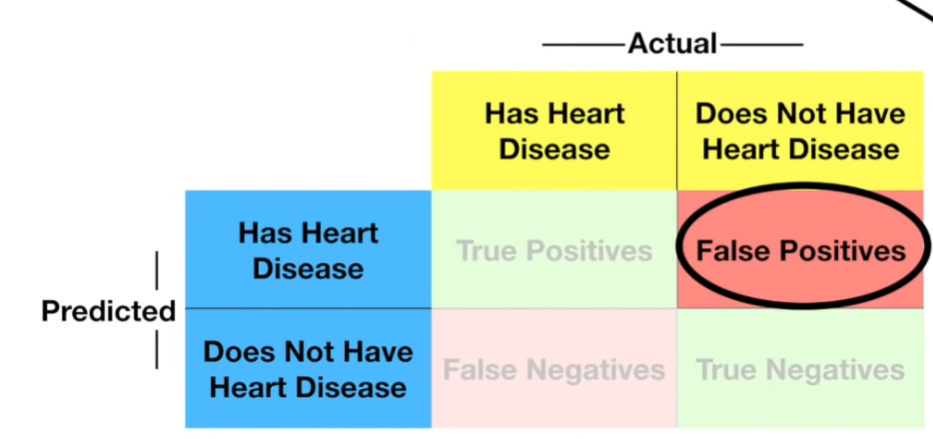 Actual
Has Heart
Disease
Does Not Have
Heart Disease
Predicted
Has Heart
Disease
True Positives
False Positives
Does Not Have
Heart Disease
False Negatives
True Negatives